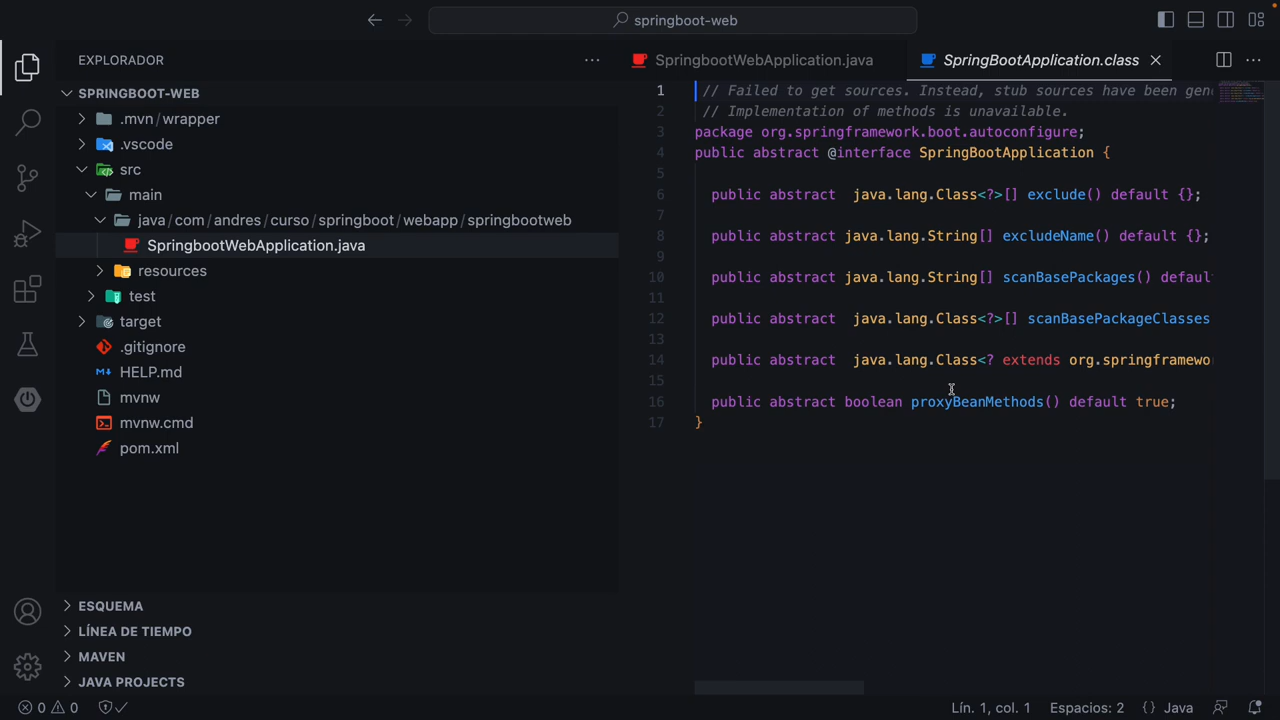 springboot-web
EXPLORADOR
SPRINGBOOT-WEB
.mvn/wrapper
.vscode
src
main
java/com/andres/curso/springboot/webapp/springbootweb
SpringbootWebApplication.java
resources
test
target
.gitignore
HELP.md
mvnw
mvnw.cmd
pom.xml
ESQUEMA
LÍNEA DE TIEMPO
MAVEN
JAVA PROJECTS
SpringbootWebApplication.java
SpringBootApplication.class
1 // Failed to get sources. Instead, stub sources have been gen
2 // Implementation of methods is unavailable.
3 package org.springframework.boot.autoconfigure;
4 public abstract @interface SpringBootApplication {
5
6 public abstract  java.lang.Class<?>[] exclude() default {};
7
8 public abstract java.lang.String[] excludeName() default {};
9
10 public abstract java.lang.String[] scanBasePackages() defaul
11
12 public abstract  java.lang.Class<?>[] scanBasePackageClasses
13
14 public abstract  java.lang.Class<? extends org.springframewo
15
16 public abstract boolean proxyBeanMethods() default true;
17 }
0 0
Lín. 1, col. 1
Espacios: 2
{} Java